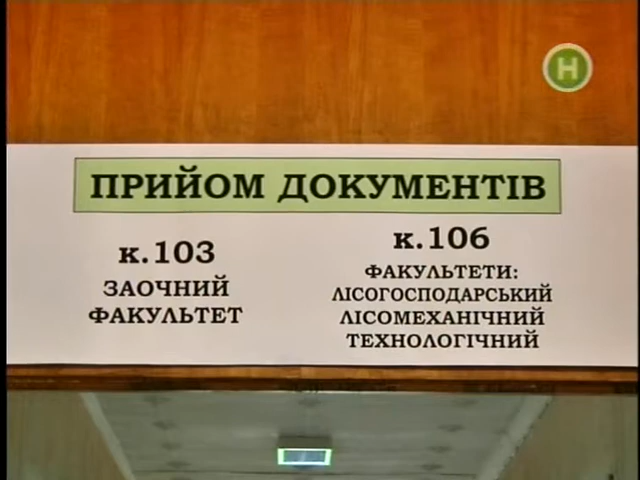 Н
ПРИЙОМ ДОКУМЕНТІВ
к.103
ЗАОЧНИЙ
ФАКУЛЬТЕТ
к.106
ФАКУЛЬТЕТИ:
ЛІСОГОСПОДАРСЬКИЙ
ЛІСОМЕХАНІЧНИЙ
ТЕХНОЛОГІЧНИЙ